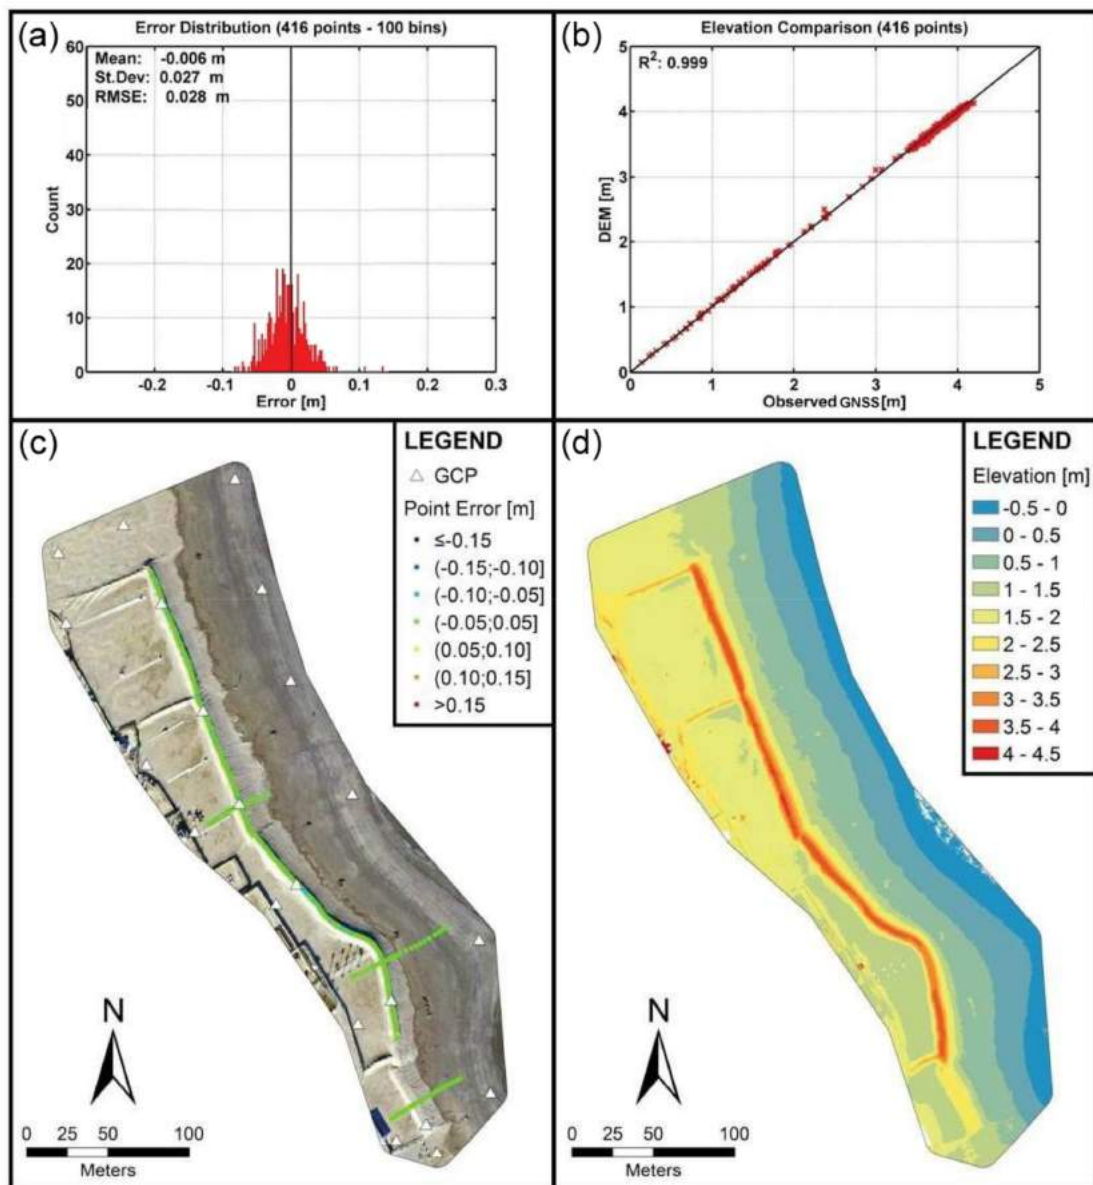 (a)
Error Distribution (416 points - 100 bins)
Mean: -0.006 m
St.Dev: 0.027 m
RMSE: 0.028 m
60
50
40
30
20
10
0
Count
-0.2 -0.1 0 0.1 0.2 0.3
Error [m]
(b)
Elevation Comparison (416 points)
R²: 0.999
5
4
3
2
1
0
DEM [m]
0 1 2 3 4 5
Observed GNSS[m]
(c)
LEGEND
GCP
Point Error [m]
≤-0.15
(-0.15;-0.10]
(-0.10;-0.05]
(-0.05;0.05]
(0.05;0.10]
(0.10;0.15]
>0.15
N
0 25 50 100
Meters
(d)
LEGEND
Elevation [m]
-0.5 - 0
0 - 0.5
0.5 - 1
1 - 1.5
1.5 - 2
2 - 2.5
2.5 - 3
3 - 3.5
3.5 - 4
4 - 4.5
N
0 25 50 100
Meters